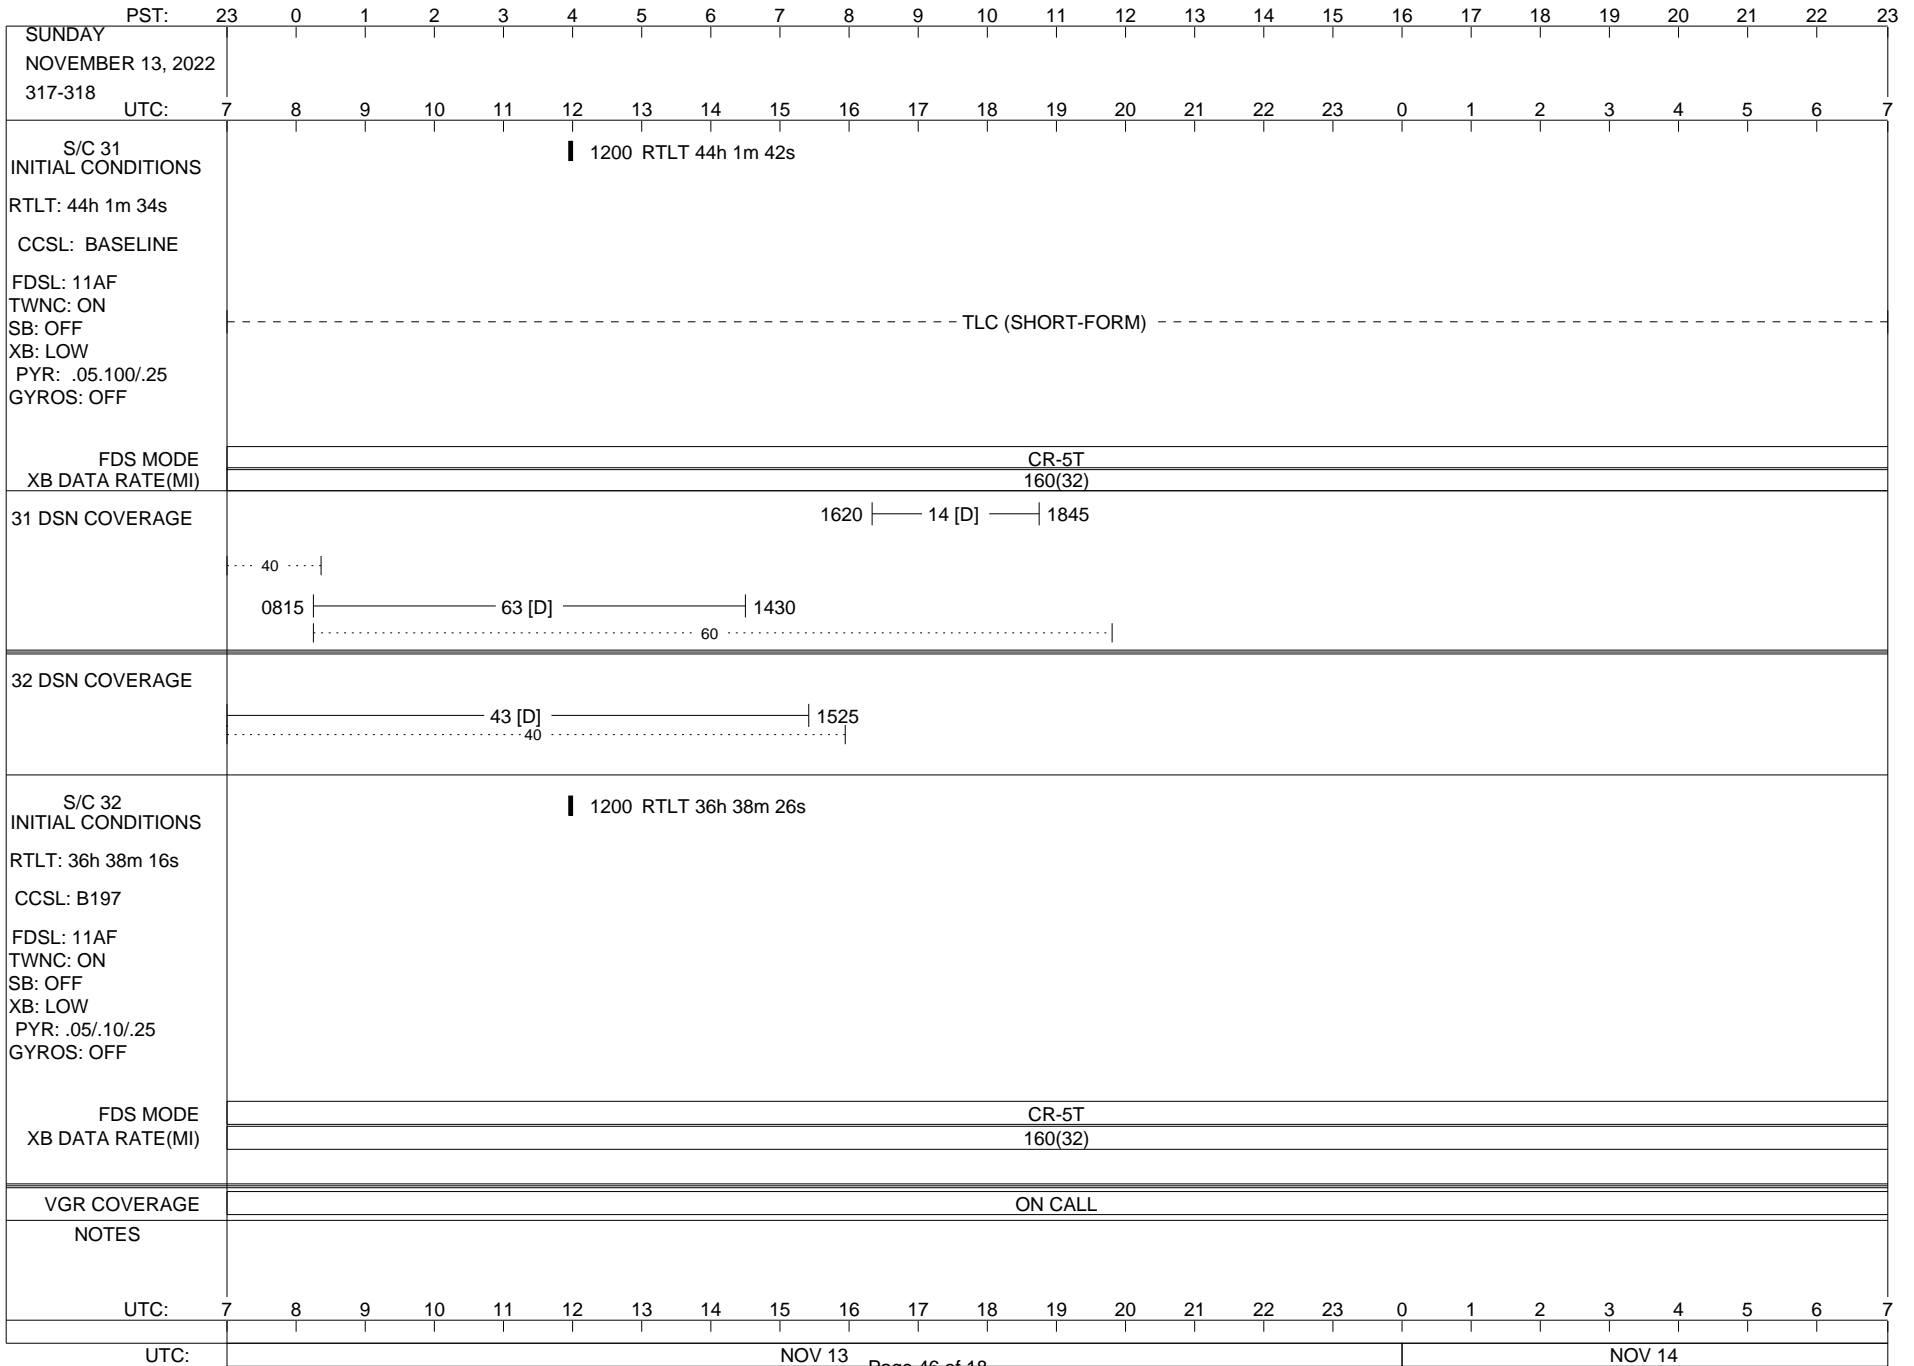 PST: 23 0 1 2 3 4 5 6 7 8 9 10 11 12 13 14 15 16 17 18 19 20 21 22 23
SUNDAY
NOVEMBER 13, 2022
317-318
UTC: 7 8 9 10 11 12 13 14 15 16 17 18 19 20 21 22 23 0 1 2 3 4 5 6 7
S/C 31
INITIAL CONDITIONS
1200 RTLT 44h 1m 42s
RTLT: 44h 1m 34s
CCSL: BASELINE
FDSL: 11AF
TWNC: ON
SB: OFF
TLC (SHORT-FORM)
XB: LOW
PYR: .05.100/.25
GYROS: OFF
FDS MODE CR-5T
XB DATA RATE(MI) 160(32)
31 DSN COVERAGE
1620 14 [D] 1845
40
0815 63 [D] 1430
60
32 DSN COVERAGE
43 [D] 1525
40
S/C 32
INITIAL CONDITIONS
1200 RTLT 36h 38m 26s
RTLT: 36h 38m 16s
CCSL: B197
FDSL: 11AF
TWNC: ON
SB: OFF
XB: LOW
PYR: .05/.10/.25
GYROS: OFF
FDS MODE CR-5T
XB DATA RATE(MI) 160(32)
VGR COVERAGE ON CALL
NOTES
UTC: 7 8 9 10 11 12 13 14 15 16 17 18 19 20 21 22 23 0 1 2 3 4 5 6 7
UTC: NOV 13 NOV 14
Page 46 of 18